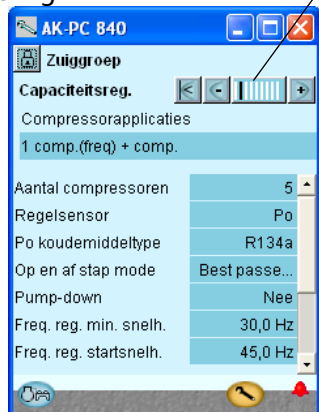 AK-PC 840
Zuiggroep
Capaciteitsreg.
Compressorapplicaties
1 comp.(freq) + comp.
Aantal compressoren 5
Regelsensor Po
Po koudemiddeltype R134a
Op en af stap mode Best passe...
Pump-down Nee
Freq. reg. min. snelh. 30,0 Hz
Freq. reg. startsnelh. 45,0 Hz